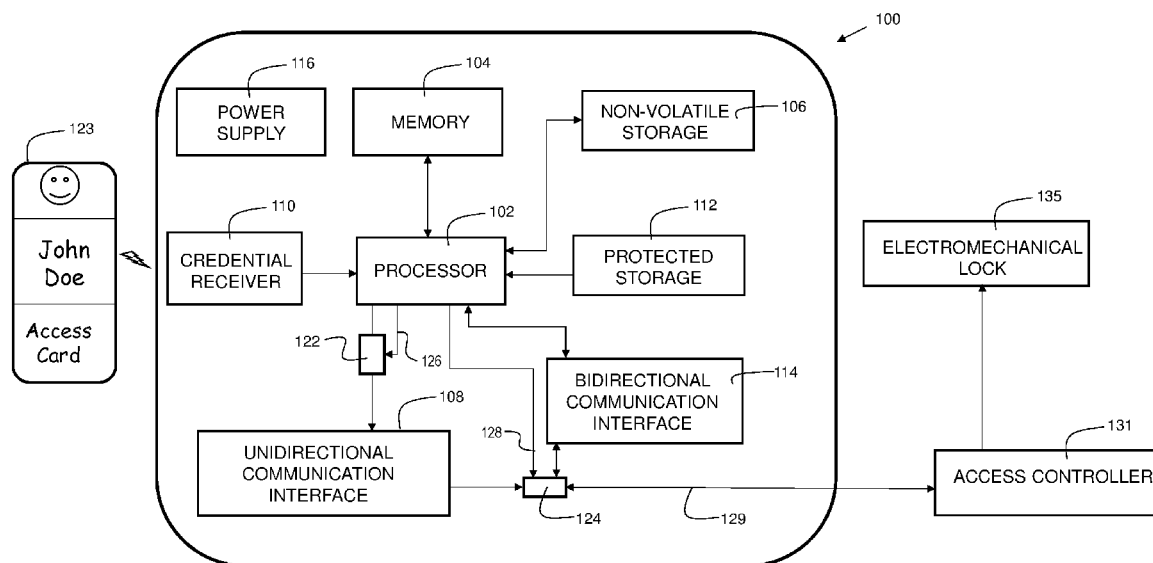 100
116
104
POWER
SUPPLY
MEMORY
NON-VOLATILE
STORAGE
106
123
John
Doe
Access
Card
110
CREDENTIAL
RECEIVER
102
PROCESSOR
112
PROTECTED
STORAGE
135
ELECTROMECHANICAL
LOCK
122
126
BIDIRECTIONAL
COMMUNICATION
INTERFACE
114
108
UNIDIRECTIONAL
COMMUNICATION
INTERFACE
128
124
129
131
ACCESS CONTROLLER